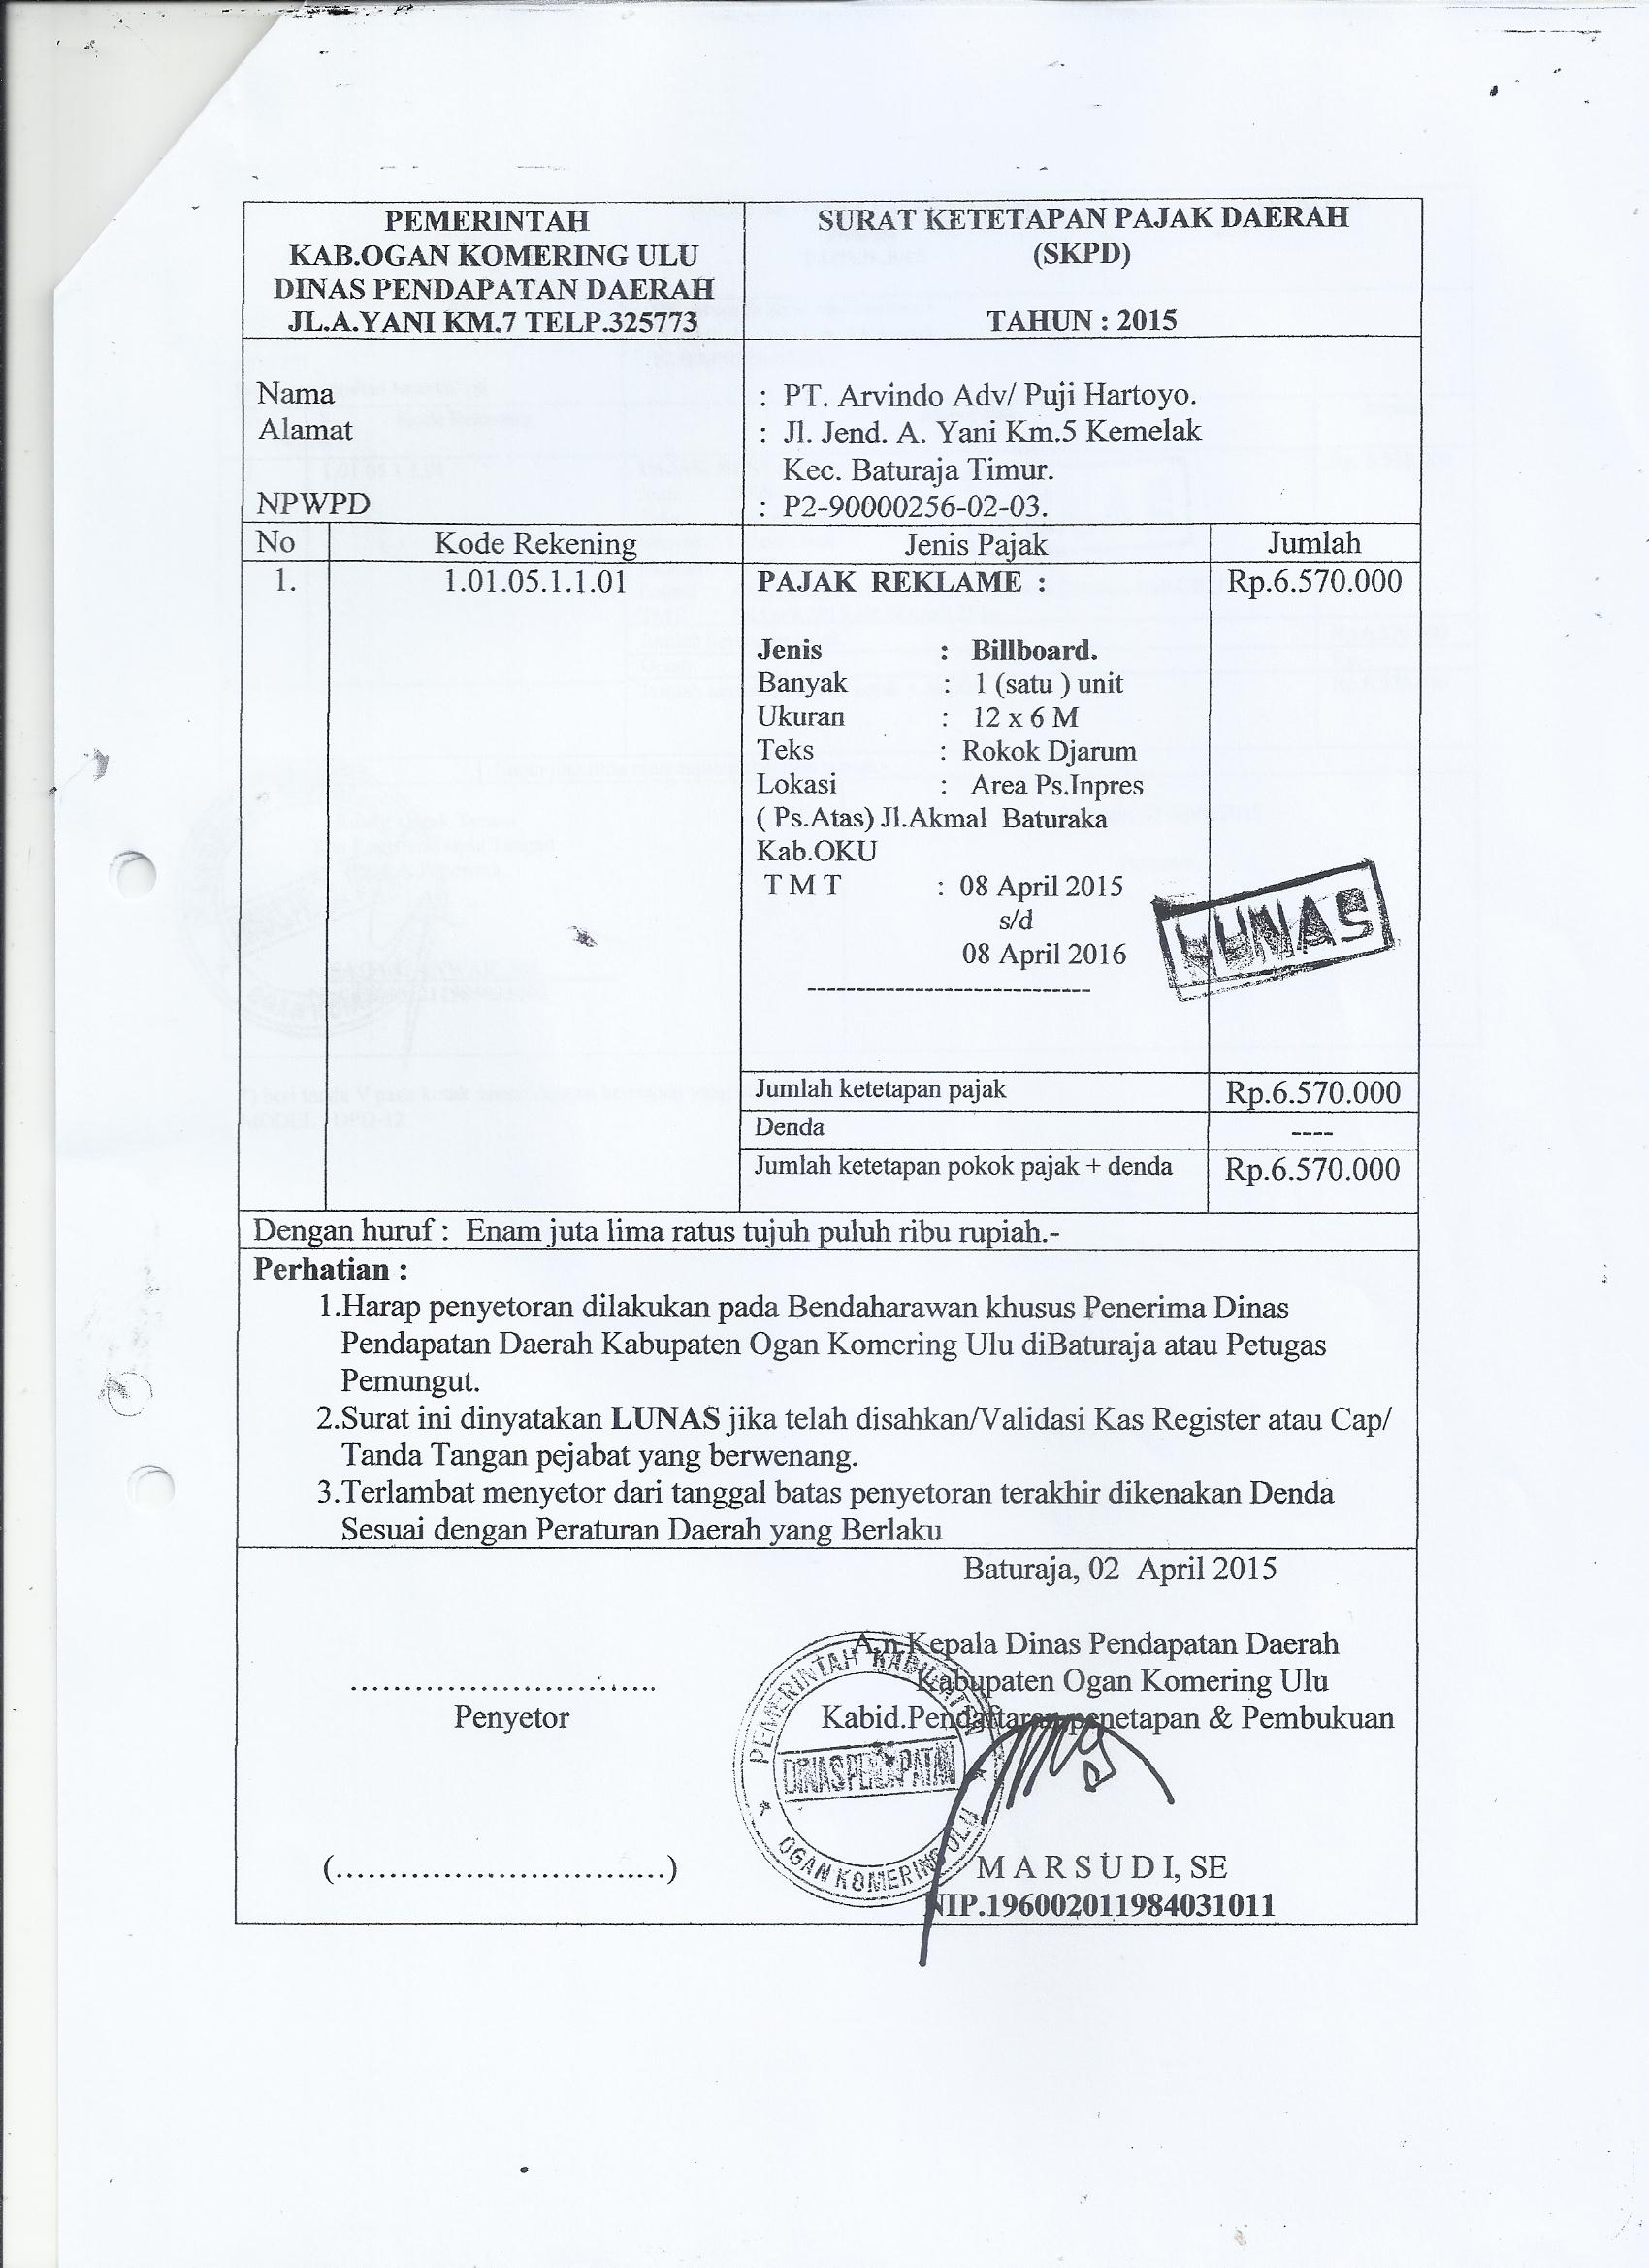 PEMERINTAH
KAB.OGAN KOMERING ULU
DINAS PENDAPATAN DAERAH
JL.A.YANI KM.7 TELP.325773
SURAT KETETAPAN PAJAK DAERAH
(SKPD)
TAHUN : 2015
Nama : PT. Arvindo Adv/ Puji Hartoyo.
Alamat : Jl. Jend. A. Yani Km.5 Kemelak
Kec. Baturaja Timur.
NPWPD : P2-90000256-02-03.
No Kode Rekening Jenis Pajak Jumlah
1. 1.01.05.1.1.01 PAJAK REKLAME : Rp.6.570.000
Jenis : Billboard.
Banyak : 1 (satu ) unit
Ukuran : 12 x 6 M
Teks : Rokok Djarum
Lokasi : Area Ps.Inpres
( Ps.Atas) Jl.Akmal Baturaka
Kab.OKU
T M T : 08 April 2015
s/d
08 April 2016
----------------------------
LUNAS
Jumlah ketetapan pajak Rp.6.570.000
Denda ----
Jumlah ketetapan pokok pajak + denda Rp.6.570.000
Dengan huruf : Enam juta lima ratus tujuh puluh ribu rupiah.-
Perhatian :
1.Harap penyetoran dilakukan pada Bendaharawan khusus Penerima Dinas
Pendapatan Daerah Kabupaten Ogan Komering Ulu diBaturaja atau Petugas
Pemungut.
2.Surat ini dinyatakan LUNAS jika telah disahkan/Validasi Kas Register atau Cap/
Tanda Tangan pejabat yang berwenang.
3.Terlambat menyetor dari tanggal batas penyetoran terakhir dikenakan Denda
Sesuai dengan Peraturan Daerah yang Berlaku
Baturaja, 02 April 2015
A.n.Kepala Dinas Pendapatan Daerah
Kabupaten Ogan Komering Ulu
Kabid.Pendaftaran penetapan & Pembukuan
..............................
Penyetor
(................................)
PEMERINTAH KABUPATEN
DINAS PENDAPATAN
OGAN KOMERING ULU
M A R S U D I, SE
NIP.196002011984031011